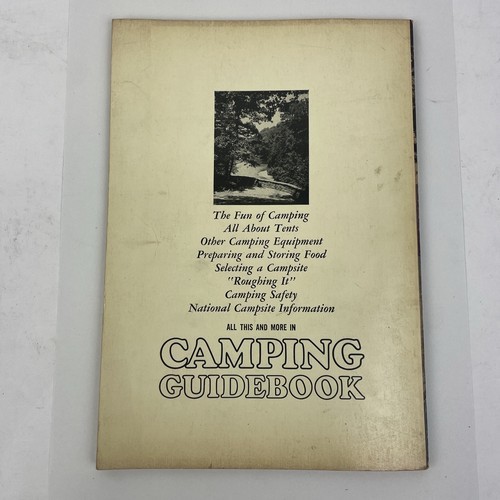 The Fun of Camping
All About Tents
Other Camping Equipment
Preparing and Storing Food
Selecting a Campsite
"Roughing It"
Camping Safety
National Campsite Information
ALL THIS AND MORE IN
CAMPING
GUIDEBOOK